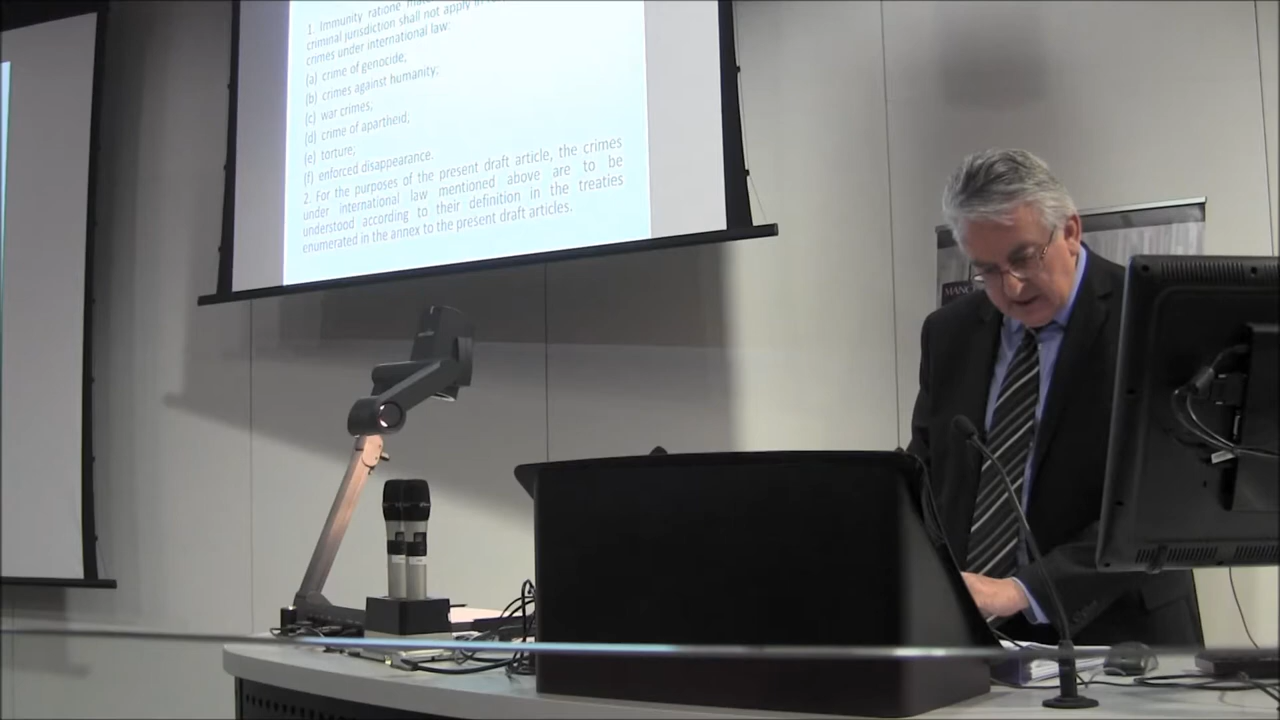 1. Immunity ratione
criminal jurisdiction shall not apply in
crimes under international law:
(a) crime of genocide;
(b) crimes against humanity;
(c) war crimes;
(d) crime of apartheid;
(e) torture;
(f) enforced disappearance.
2. For the purposes of the present draft article, the crimes
under international law mentioned above are to be
understood according to their definition in the treaties
enumerated in the annex to the present draft articles.
MANC